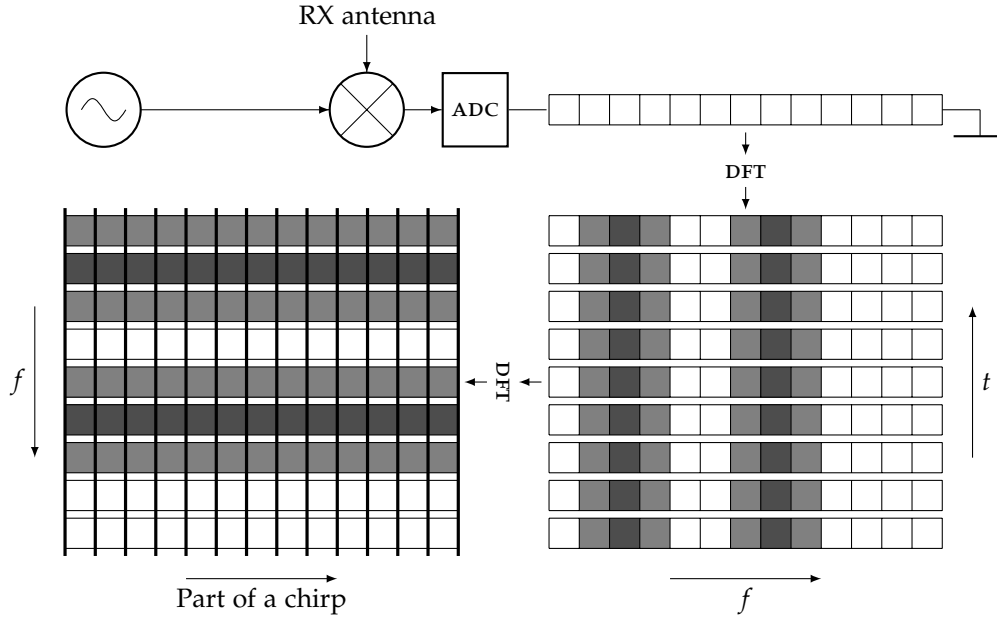 RX antenna
ADC
DFT
f
DFT
t
Part of a chirp
f